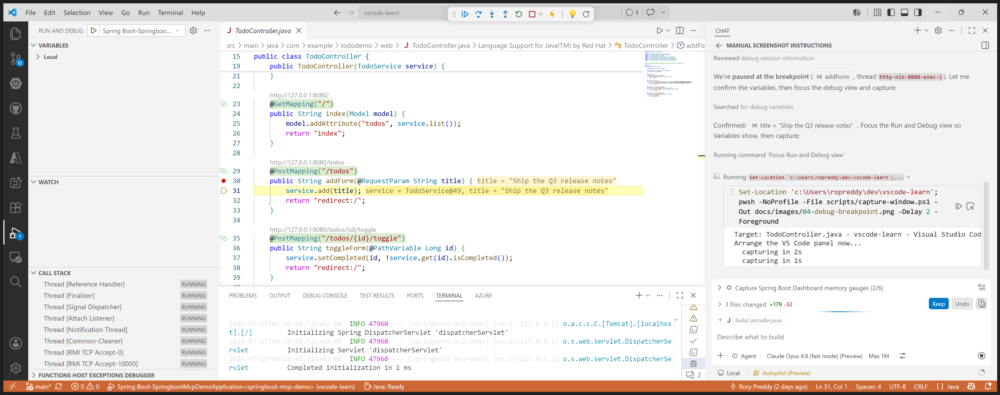 File Edit Selection View Go Run Terminal Help
vscode-learn
1
RUN AND DEBUG
Spring Boot-Springboo...
VARIABLES
Local
WATCH
CALL STACK
Thread [Reference Handler] RUNNING
Thread [Finalizer] RUNNING
Thread [Signal Dispatcher] RUNNING
Thread [Attach Listener] RUNNING
Thread [Notification Thread] RUNNING
Thread [Common-Cleaner] RUNNING
Thread [RMI TCP Accept-0] RUNNING
Thread [RMI TCP Accept-10000] RUNNING
FUNCTIONS HOST EXCEPTIONS DEBUGGER
12
1
TodoController.java
src > main > java > com > example > tododemo > web > TodoController.java > Language Support for Java(TM) by Red Hat > TodoController > addFo
15 public class TodoController {
19 public TodoController(TodoService service) {
21 }
22
http://127.0.0.1:8080/
23 @GetMapping("/")
24 public String index(Model model) {
25 model.addAttribute("todos", service.list());
26 return "index";
27 }
28
http://127.0.0.1:8080/todos
29 @PostMapping("/todos")
30 public String addForm(@RequestParam String title) { title = "Ship the Q3 release notes"
31 service.add(title); service = TodoService@49, title = "Ship the Q3 release notes"
32 return "redirect:/";
33 }
34
http://127.0.0.1:8080/todos/{id}/toggle
35 @PostMapping("/todos/{id}/toggle")
36 public String toggleForm(@PathVariable Long id) {
37 service.setCompleted(id, !service.get(id).isCompleted());
38 return "redirect:/";
39 }
PROBLEMS OUTPUT DEBUG CONSOLE TEST RESULTS PORTS TERMINAL AZURE
2026-07-13T09:10:48.721+02:00 INFO 47960 --- [springboot-mcp-demo] [on(2)-127.0.0.1] o.a.c.c.C.[Tomcat].[localhos
t].[/] : Initializing Spring DispatcherServlet 'dispatcherServlet'
2026-07-13T09:10:48.722+02:00 INFO 47960 --- [springboot-mcp-demo] [on(2)-127.0.0.1] o.s.web.servlet.DispatcherSe
rvlet : Initializing Servlet 'dispatcherServlet'
2026-07-13T09:10:48.723+02:00 INFO 47960 --- [springboot-mcp-demo] [on(2)-127.0.0.1] o.s.web.servlet.DispatcherSe
rvlet : Completed initialization in 1 ms
2
CHAT
MANUAL SCREENSHOT INSTRUCTIONS
Reviewed debug session information
We're paused at the breakpoint ( addForm , thread http-nio-8080-exec-1 ). Let me
confirm the variables, then focus the debug view and capture:
Searched for debug variables
Confirmed: title = "Ship the Q3 release notes" . Focus the Run and Debug view so
Variables show, then capture:
Running command `Focus Run and Debug view`
Running Set-Location 'c:\Users\ropreddy\dev\vscode-learn';...
Set-Location 'c:\Users\ropreddy\dev\vscode-learn';
pwsh -NoProfile -File scripts/capture-window.ps1 -
Out docs/images/04-debug-breakpoint.png -Delay 2 -
Foreground
Target: TodoController.java - vscode-learn - Visual Studio Cod
Arrange the VS Code panel now...
capturing in 2s
capturing in 1s
Capture Spring Boot Dashboard memory gauges (2/6)
3 files changed +179 -32
Keep Undo
TodoController.java
Describe what to build
Agent Claude Opus 4.8 (fast mode) (Preview) Max 1M
Local Autopilot (Preview)
main* 0 0 Spring Boot-SpringbootMcpDemoApplication<springboot-mcp-demo> (vscode-learn) Java: Ready
Rory Preddy (2 days ago) Ln 31, Col 1 Spaces: 4 UTF-8 CRLF {} Java